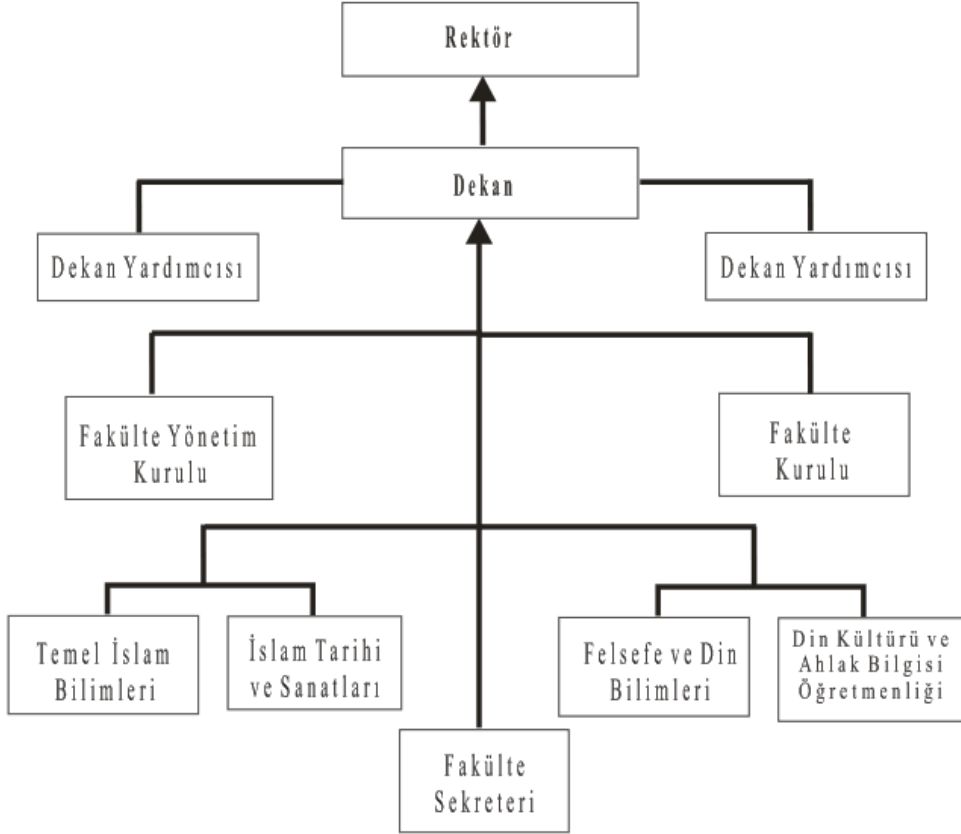 Rektör
Dekan
Dekan Yardımcısı
Dekan Yardımcısı
Fakülte Yönetim
Kurulu
Fakülte
Kurulu
Temel İslam
Bilimleri
İslam Tarihi
ve Sanatları
Felsefe ve Din
Bilimleri
Din Kültürü ve
Ahlak Bilgisi
Öğretmenliği
Fakülte
Sekreteri